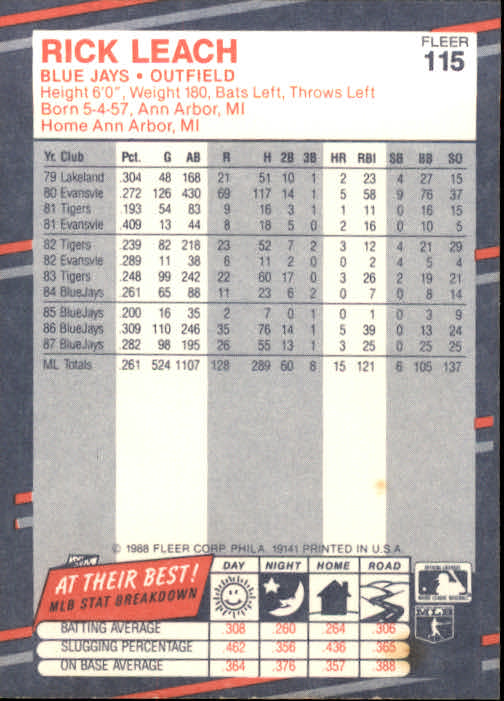 RICK LEACH
FLEER
115
BLUE JAYS • OUTFIELD
Height 6'0", Weight 180, Bats Left, Throws Left
Born 5-4-57, Ann Arbor, MI
Home Ann Arbor, MI
Yr. Club Pct. G AB R H 2B 3B HR RBI SB BB SO
79 Lakeland .304 48 168 21 51 10 1 2 23 4 27 15
80 Evansvle .272 126 430 69 117 14 1 5 58 9 76 37
81 Tigers .193 54 83 9 16 3 1 1 11 0 16 15
81 Evansvle .409 13 44 8 18 5 0 2 16 0 10 5
82 Tigers .239 82 218 23 52 7 2 3 12 4 21 29
82 Evansvle .289 11 38 6 11 2 0 0 2 4 5 4
83 Tigers .248 99 242 22 60 17 0 3 26 2 19 21
84 BlueJays .261 65 88 11 23 6 2 0 7 0 8 14
85 BlueJays .200 16 35 2 7 0 1 0 1 0 3 9
86 BlueJays .309 110 246 35 76 14 1 5 39 0 13 24
87 BlueJays .282 98 195 26 55 13 1 3 25 0 25 25
ML Totals .261 524 1107 128 289 60 8 15 121 6 105 137
© 1988 FLEER CORP. PHILA. 19141 PRINTED IN U.S.A.
AT THEIR BEST!
MLB STAT BREAKDOWN
DAY NIGHT HOME ROAD
BATTING AVERAGE .308 .260 .264 .306
SLUGGING PERCENTAGE .462 .356 .436 .365
ON BASE AVERAGE .364 .376 .357 .388